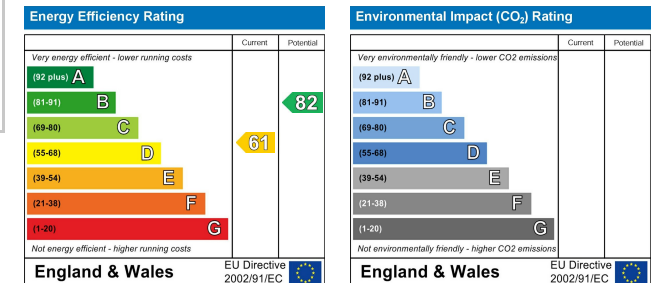 Energy Efficiency Rating
Current Potential
Very energy efficient - lower running costs
(92 plus) A
(81-91) B
82
(69-80) C
61
(55-68) D
(39-54) E
(21-38) F
(1-20) G
Not energy efficient - higher running costs
England & Wales
EU Directive
2002/91/EC
Environmental Impact (CO2) Rating
Current Potential
Very environmentally friendly - lower CO2 emissions
(92 plus) A
(81-91) B
(69-80) C
(55-68) D
(39-54) E
(21-38) F
(1-20) G
Not environmentally friendly - higher CO2 emissions
England & Wales
EU Directive
2002/91/EC